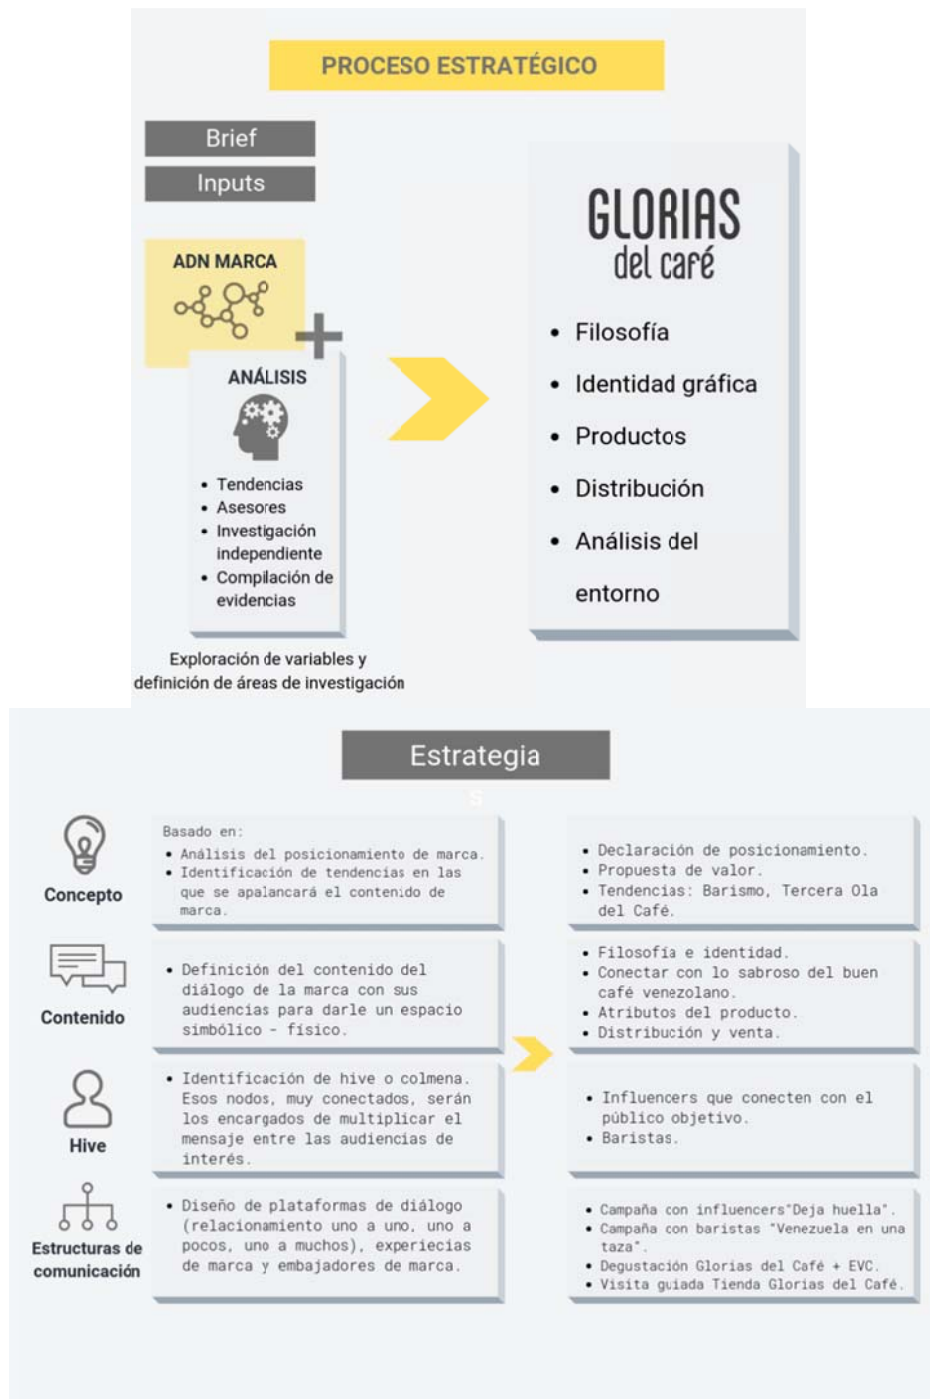 PROCESO ESTRATÉGICO
Brief
Inputs
ADN MARCA
ANÁLISIS
• Tendencias
• Asesores
• Investigación
independiente
• Compilación de
evidencias
Exploración de variables y
definición de áreas de investigación
GLORIAS
del café
• Filosofía
• Identidad gráfica
• Productos
• Distribución
• Análisis del
entorno
Estrategia
s
Concepto
Basado en:
• Análisis del posicionamiento de marca.
• Identificación de tendencias en las
que se apalancará el contenido de
marca.
• Declaración de posicionamiento.
• Propuesta de valor.
• Tendencias: Barismo, Tercera Ola
del Café.
Contenido
• Definición del contenido del
diálogo de la marca con sus
audiencias para darle un espacio
simbólico - físico.
• Filosofía e identidad.
• Conectar con lo sabroso del buen
café venezolano.
• Atributos del producto.
• Distribución y venta.
Hive
• Identificación de hive o colmena.
Esos nodos, muy conectados, serán
los encargados de multiplicar el
mensaje entre las audiencias de
interés.
• Influencers que conecten con el
público objetivo.
• Baristas.
Estructuras de
comunicación
• Diseño de plataformas de diálogo
(relacionamiento uno a uno, uno a
pocos, uno a muchos), experiecias
de marca y embajadores de marca.
• Campaña con influencers"Deja huella".
• Campaña con baristas "Venezuela en una
taza".
• Degustación Glorias del Café + EVC.
• Visita guiada Tienda Glorias del Café.